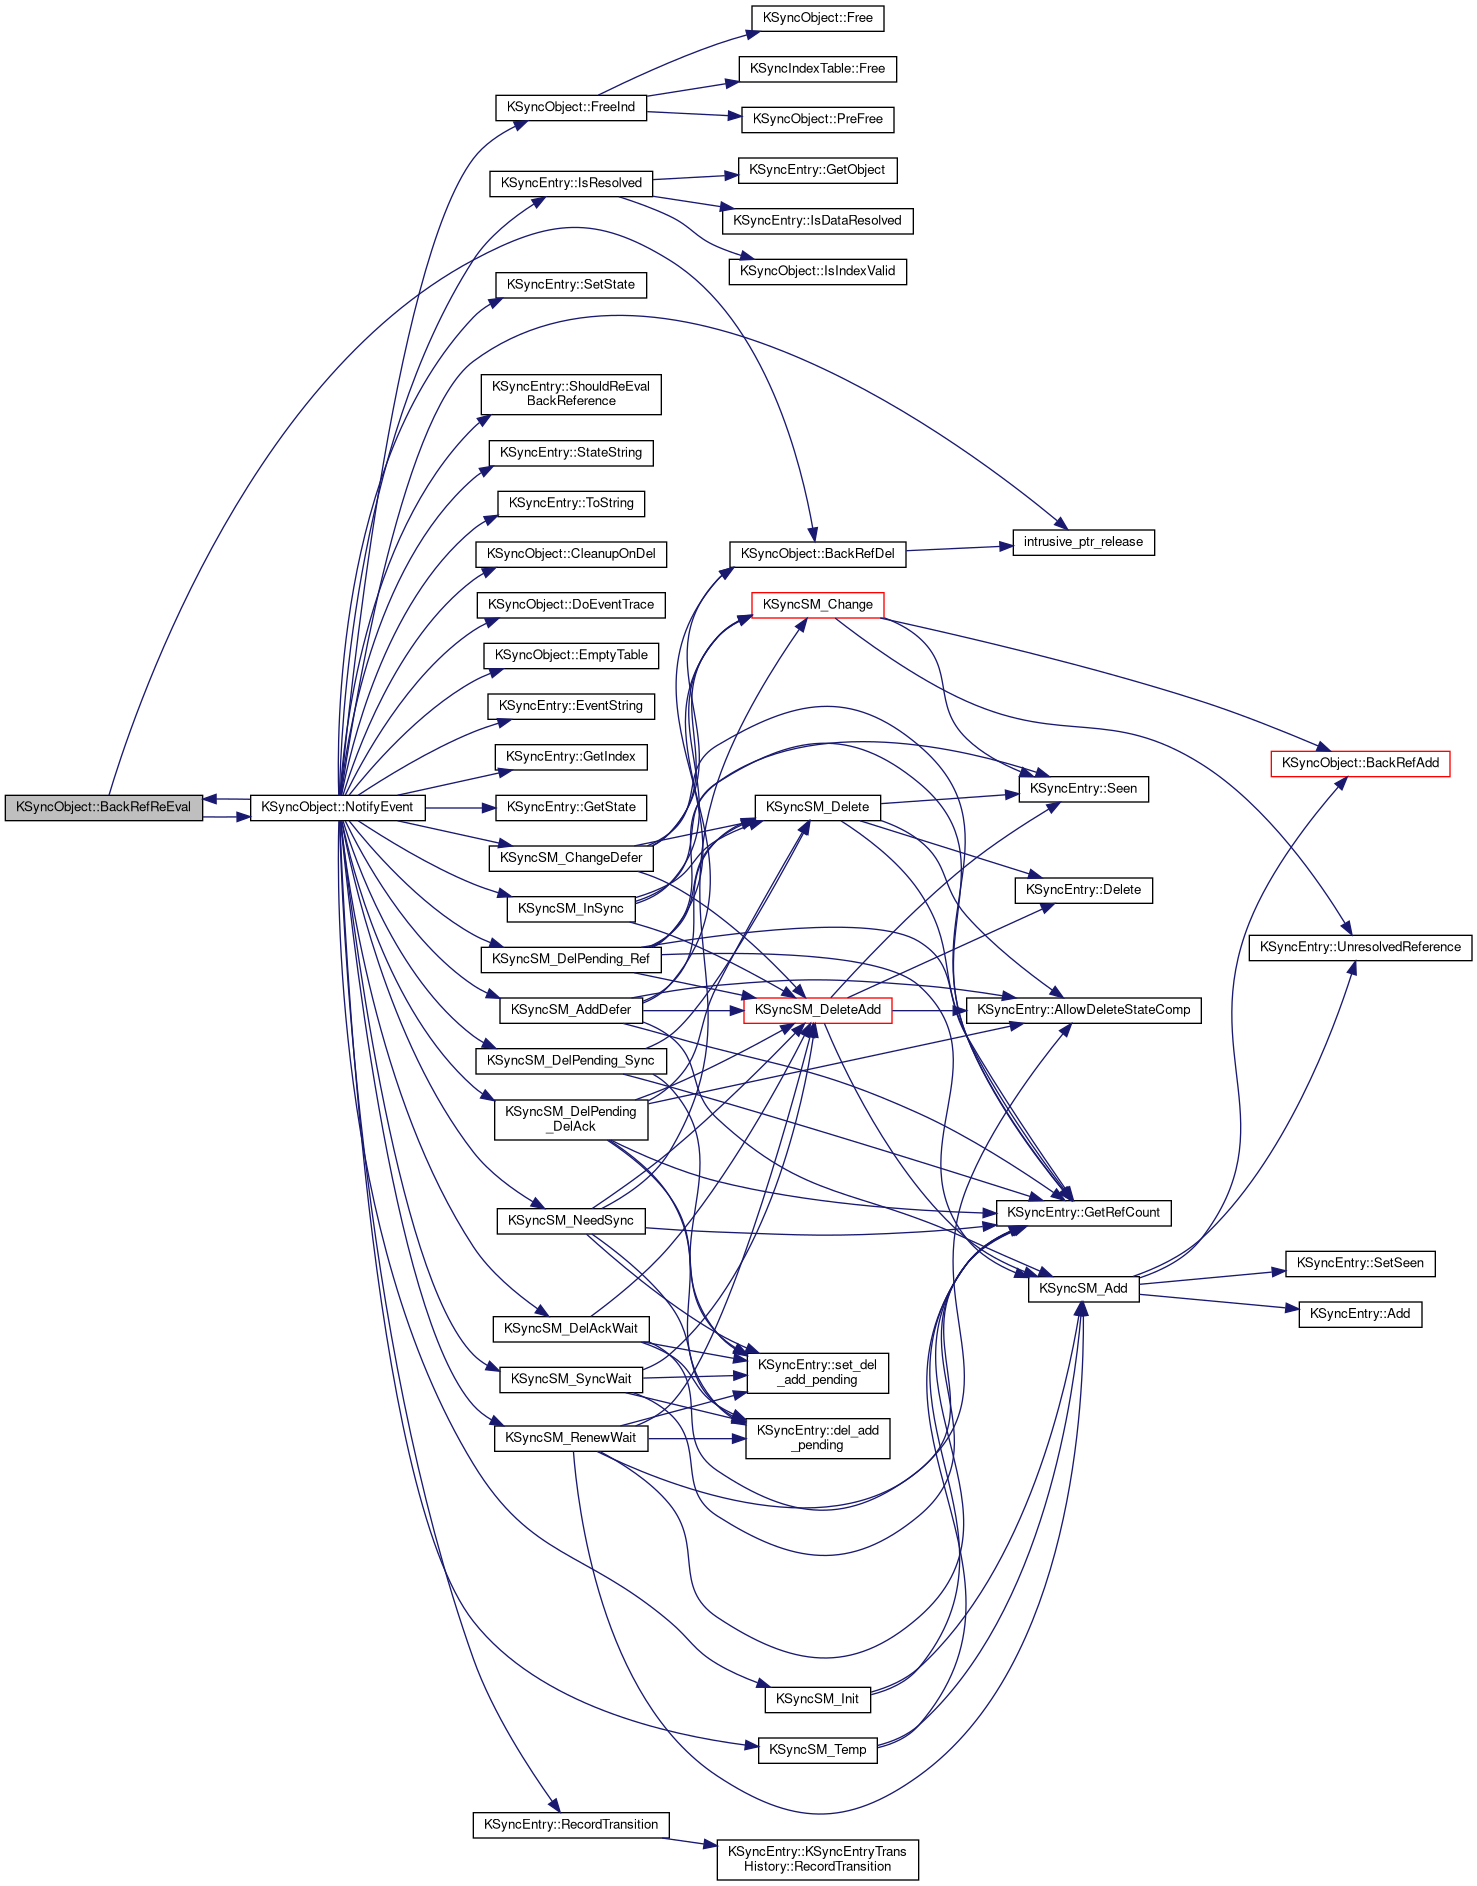 KSyncObject::Free
KSyncIndexTable::Free
KSyncObject::FreeInd
KSyncObject::PreFree
KSyncEntry::GetObject
KSyncEntry::IsResolved
KSyncEntry::IsDataResolved
KSyncObject::IsIndexValid
KSyncEntry::SetState
KSyncEntry::ShouldReEval
BackReference
KSyncEntry::StateString
KSyncEntry::ToString
intrusive_ptr_release
KSyncObject::CleanupOnDel
KSyncObject::BackRefDel
KSyncObject::DoEventTrace
KSyncSM_Change
KSyncObject::EmptyTable
KSyncEntry::EventString
KSyncEntry::GetIndex
KSyncObject::BackRefAdd
KSyncEntry::Seen
KSyncObject::BackRefReEval
KSyncObject::NotifyEvent
KSyncEntry::GetState
KSyncSM_Delete
KSyncSM_ChangeDefer
KSyncEntry::Delete
KSyncSM_InSync
KSyncEntry::UnresolvedReference
KSyncSM_DelPending_Ref
KSyncSM_AddDefer
KSyncSM_DeleteAdd
KSyncEntry::AllowDeleteStateComp
KSyncSM_DelPending_Sync
KSyncSM_DelPending
_DelAck
KSyncSM_NeedSync
KSyncEntry::GetRefCount
KSyncEntry::SetSeen
KSyncSM_Add
KSyncEntry::Add
KSyncSM_DelAckWait
KSyncSM_SyncWait
KSyncEntry::set_del
_add_pending
KSyncSM_RenewWait
KSyncEntry::del_add
_pending
KSyncSM_Init
KSyncSM_Temp
KSyncEntry::RecordTransition
KSyncEntry::KSyncEntryTrans
History::RecordTransition